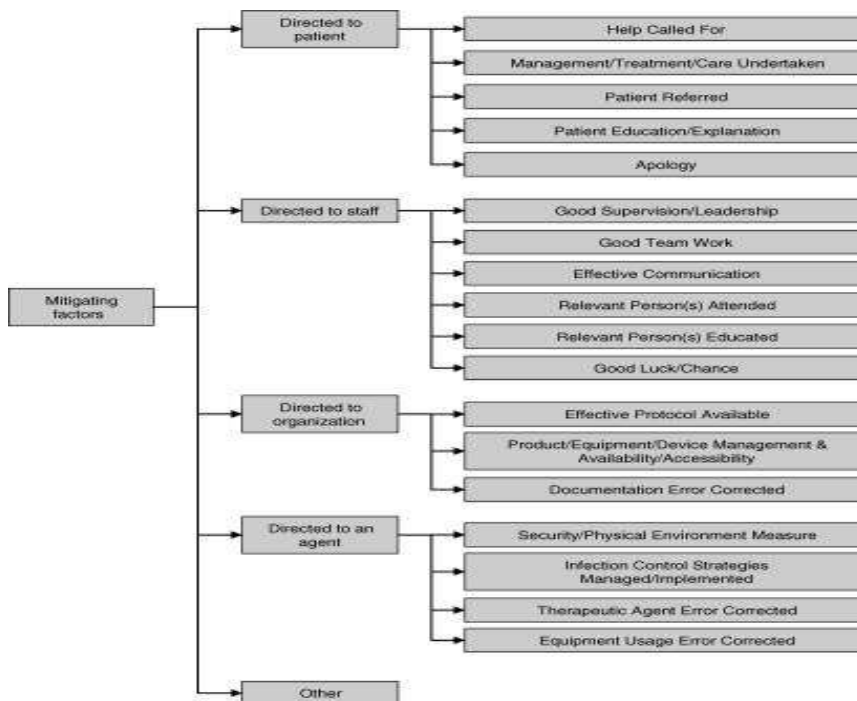 Mitigating
factors
Directed to
patient
Help Called For
Management/Treatment/Care Undertaken
Patient Referred
Patient Education/Explanation
Apology
Directed to staff
Good Supervision/Leadership
Good Team Work
Effective Communication
Relevant Person(s) Attended
Relevant Person(s) Educated
Good Luck/Chance
Directed to
organization
Effective Protocol Available
Product/Equipment/Device Management &
Availability/Accessibility
Documentation Error Corrected
Directed to an
agent
Security/Physical Environment Measure
Infection Control Strategies
Managed/Implemented
Therapeutic Agent Error Corrected
Equipment Usage Error Corrected
Other